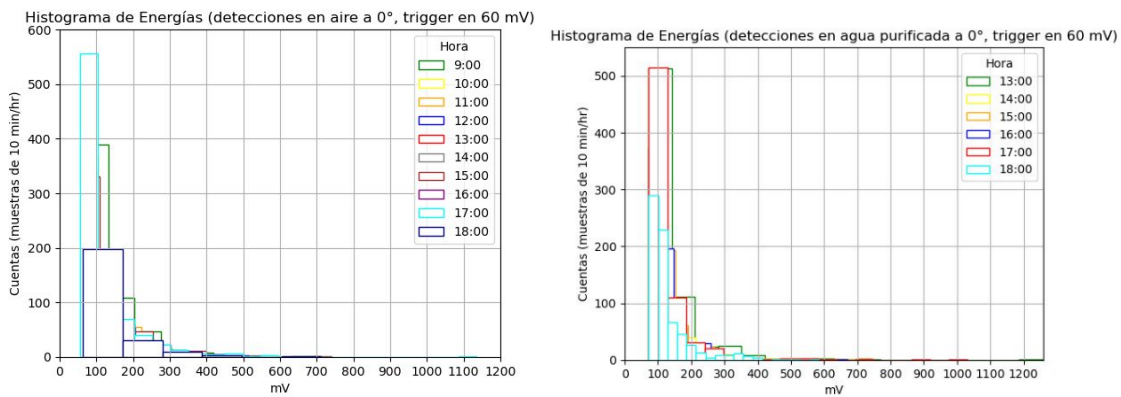 Histograma de Energías (detecciones en aire a 0°, trigger en 60 mV)
600
500
400
300
200
100
0
Cuentas (muestras de 10 min/hr)
Hora
9:00
10:00
11:00
12:00
13:00
14:00
15:00
16:00
17:00
18:00
0 100 200 300 400 500 600 700 800 900 1000 1100 1200
mV
Histograma de Energías (detecciones en agua purificada a 0°, trigger en 60 mV)
500
400
300
200
100
0
Cuentas (muestras de 10 min/hr)
Hora
13:00
14:00
15:00
16:00
17:00
18:00
0 100 200 300 400 500 600 700 800 900 1000 1100 1200
mV